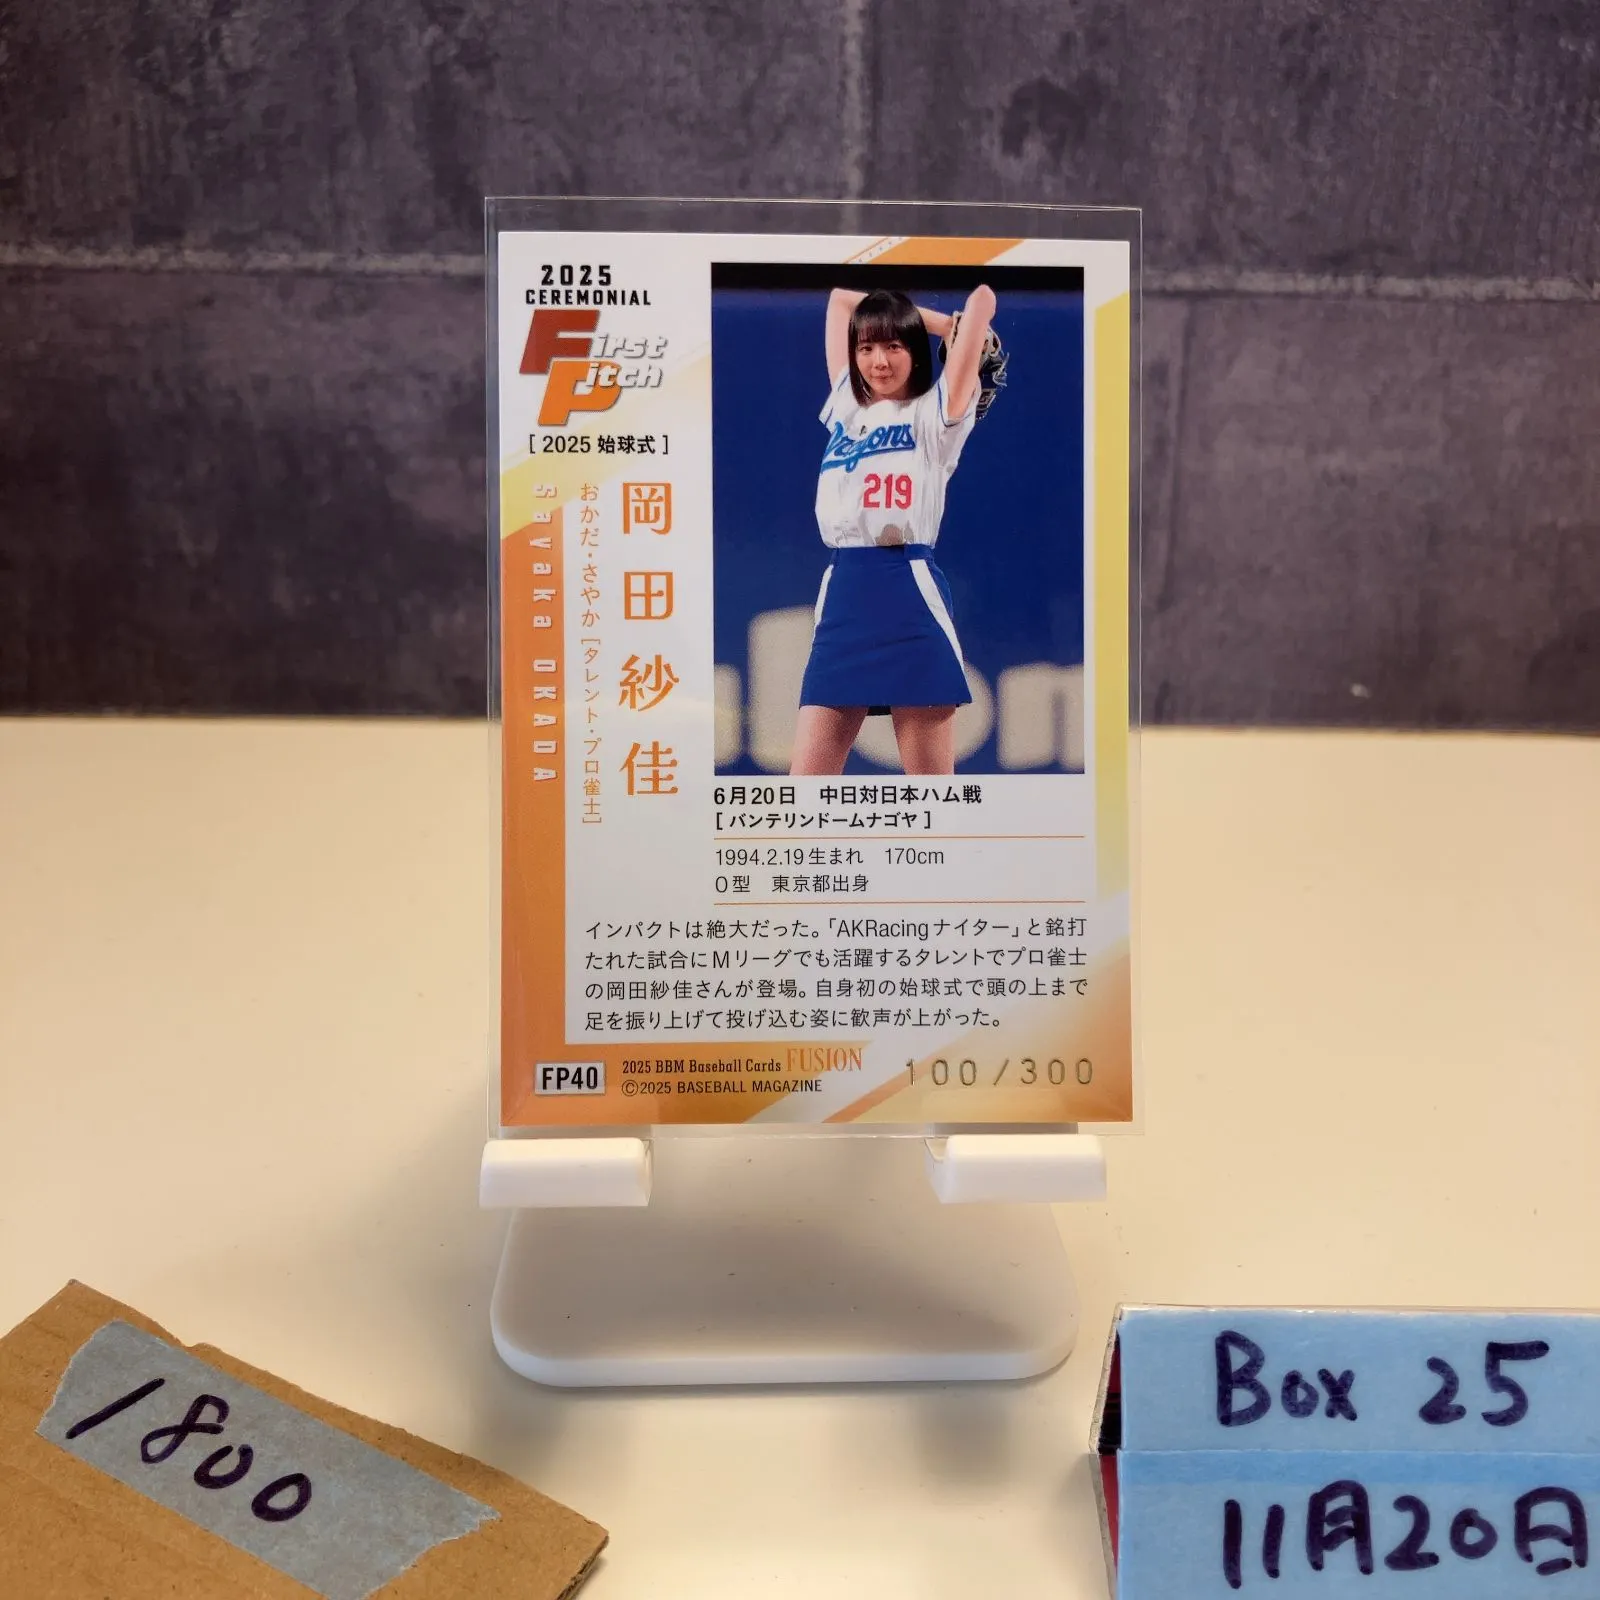 2025
CEREMONIAL
First
Pitch
[ 2025 始球式 ]
岡田紗佳
おかだ・さやか [タレント・プロ雀士]
Sayaka OKADA
Dragons
219
6月20日　中日対日本ハム戦
[ バンテリンドームナゴヤ ]
1994.2.19生まれ　170cm
O型　東京都出身
インパクトは絶大だった。「AKRacingナイター」と銘打
たれた試合にMリーグでも活躍するタレントでプロ雀士
の岡田紗佳さんが登場。自身初の始球式で頭の上まで
足を振り上げて投げ込む姿に歓声が上がった。
FP40
2025 BBM Baseball Cards FUSION
©2025 BASEBALL MAGAZINE
100/300
1800
Box 25
11月20日